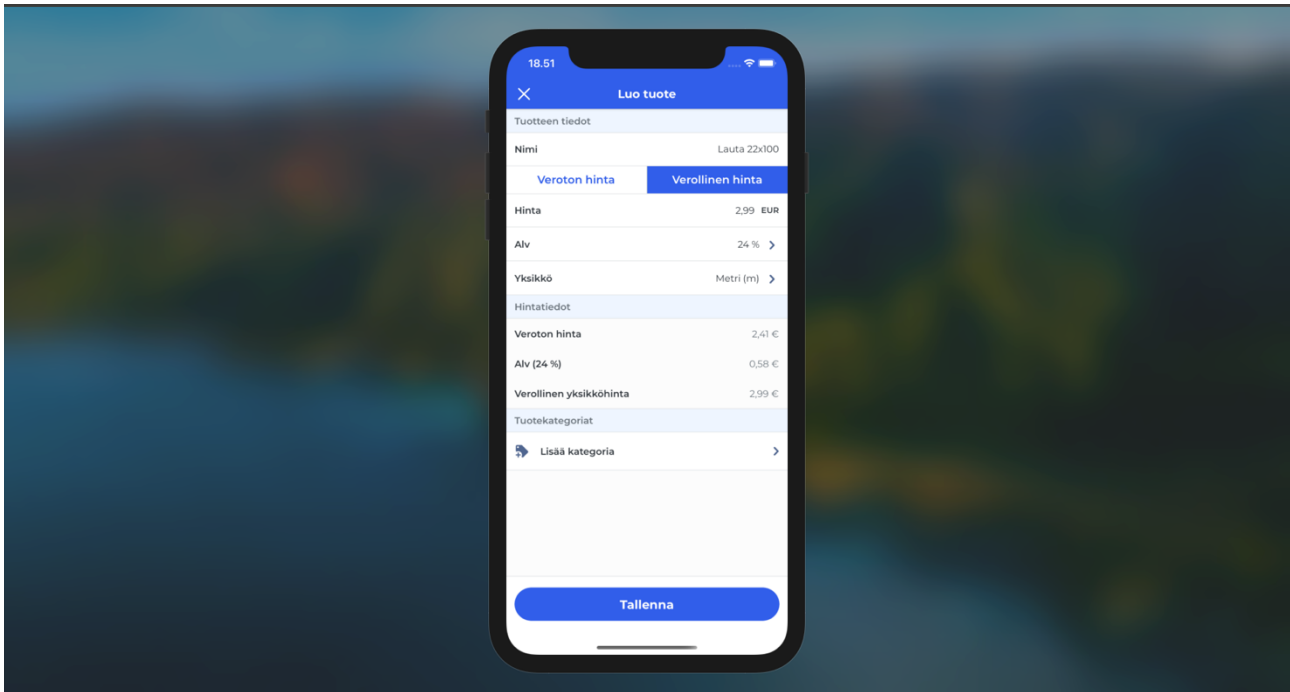 18.51
Luo tuote
Tuotteen tiedot
Nimi Lauta 22x100
Veroton hinta Verollinen hinta
Hinta 2,99 EUR
Alv 24 %
Yksikkö Metri (m)
Hintatiedot
Veroton hinta 2,41 €
Alv (24 %) 0,58 €
Verollinen yksikköhinta 2,99 €
Tuotekategoriat
Lisää kategoria
Tallenna